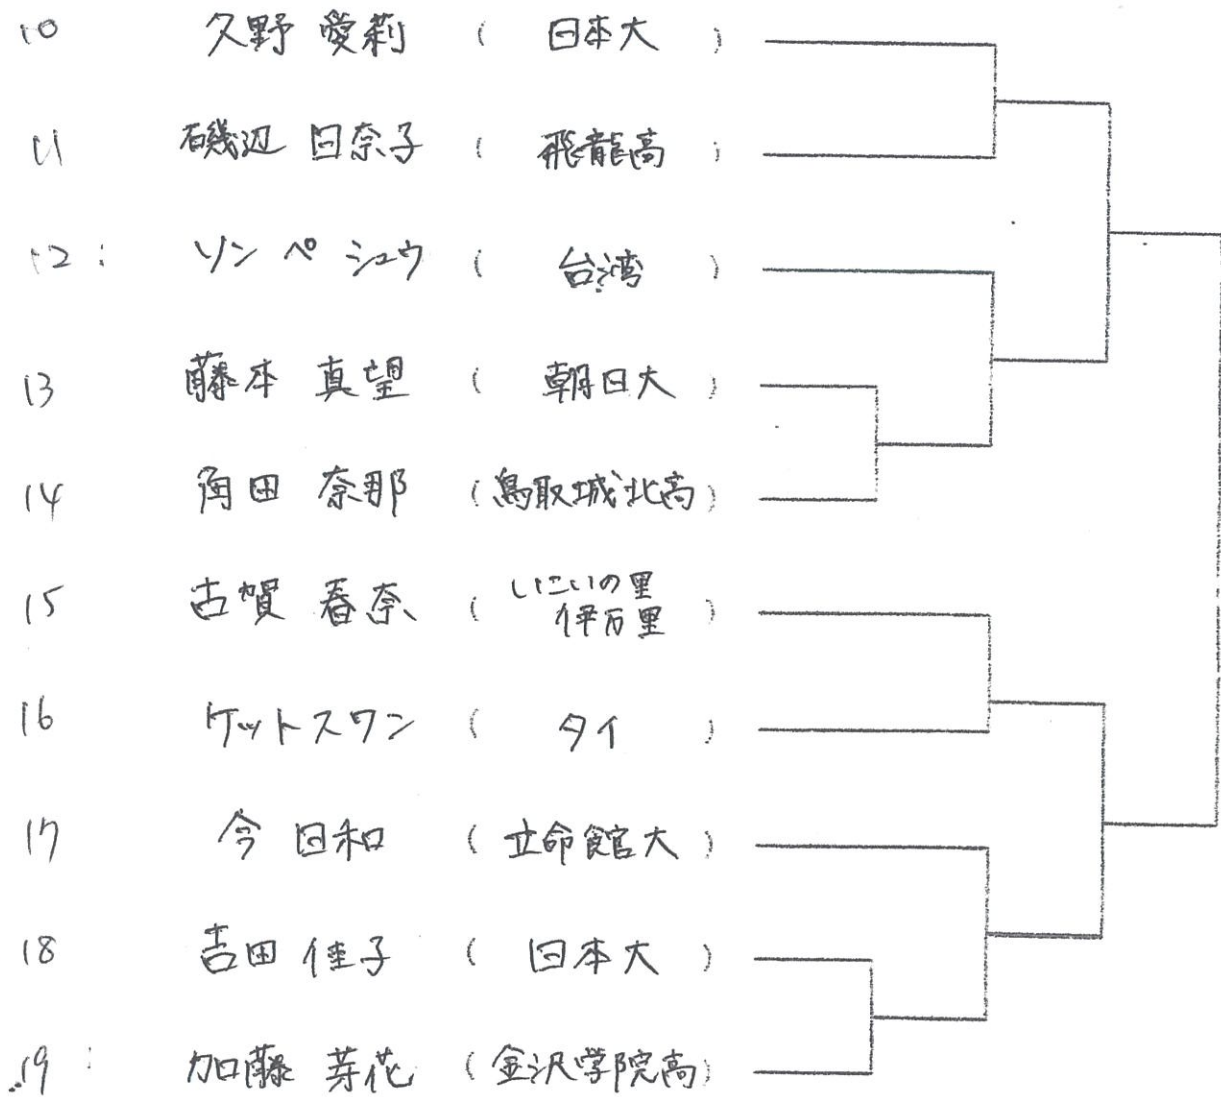 10 久野 愛莉 ( 日本大 )
11 磯辺 日奈子 ( 飛龍高 )
12: ソン ペ シュウ ( 台湾 )
13 藤本 真望 ( 朝日大 )
14 角田 奈那 (鳥取城北高)
15 古賀 春奈 ( いこいの里
伊万里 )
16 ケットスワン ( タイ )
17 今 日和 ( 立命館大 )
18 吉田 佳子 ( 日本大 )
19: 加藤 芽花 (金沢学院高)